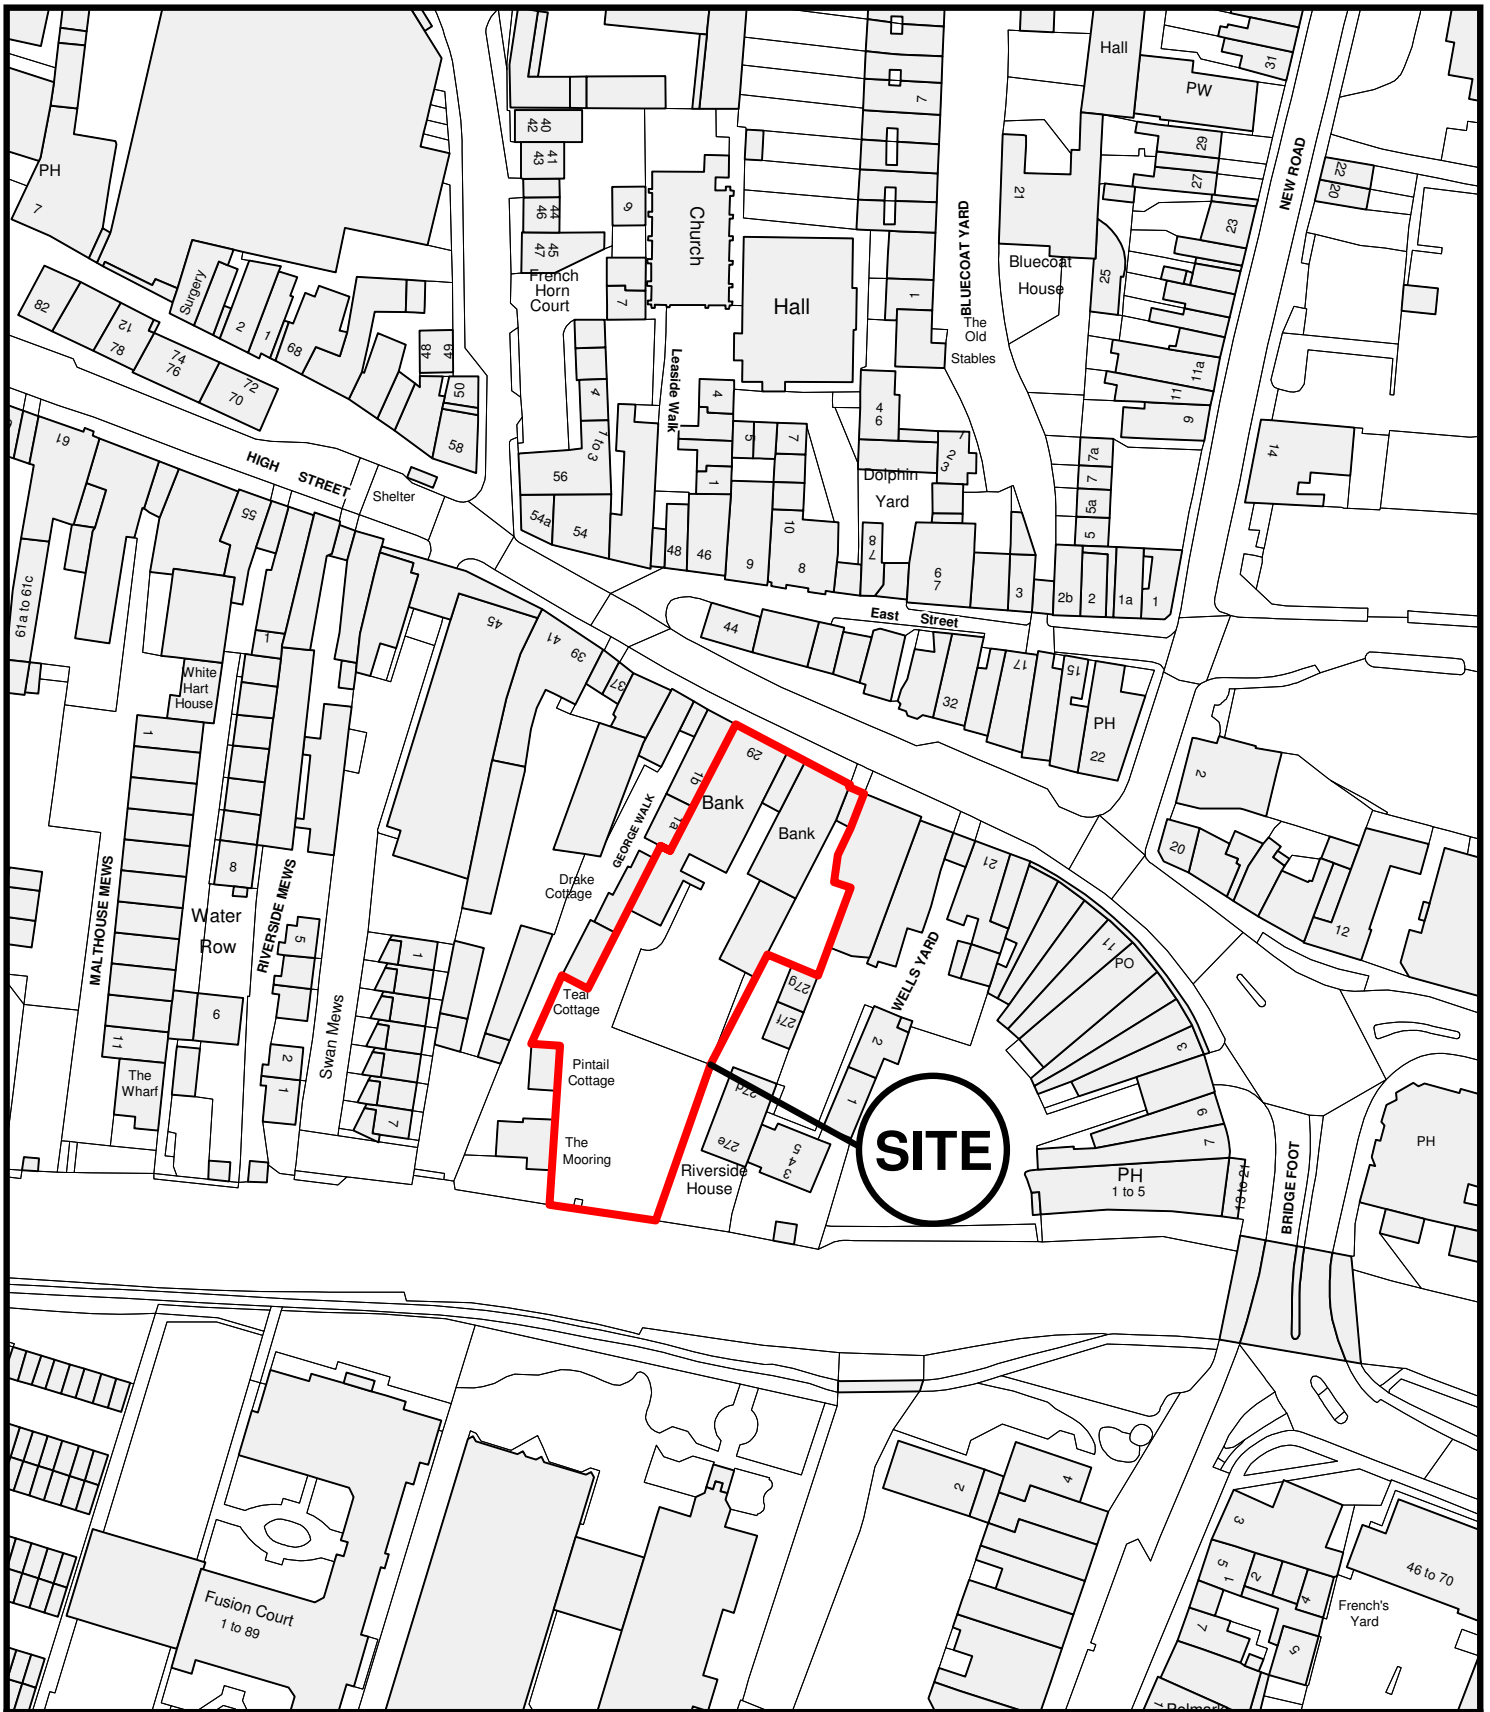 Hall
31
PW
7
40
42
29
NEW ROAD
41
43
PH
27
22
20
21
7
44
46
9
Church
BLUECOAT YARD
23
45
47
Bluecoat
House
25
French
Horn
Court
7
Surgery
Hall
1
82
12
78
2
1
68
The
Old
Stables
48
49
Leaside Walk
11a
11
74
76
72
70
50
4
4
4
6
9
61
58
1 to 3
5
7
7
2
3
7a
14
HIGH
STREET
Shelter
56
1
Dolphin
Yard
7
5a
5
55
54a
54
10
48
46
9
8
8
7
6
7
3
2b
2
1a
1
61a to 61c
1
45
41
39
44
East
Street
White
Hart
House
37
17
15
32
PH
22
1
29
1b
Bank
2
Bank
1a
GEORGE WALK
8
20
21
MALTHOUSE MEWS
Drake
Cottage
Water
Row
RIVERSIDE MEWS
5
1
WELLS YARD
11
PO
12
27g
Teal
Cottage
27f
6
Swan Mews
11
2
2
3
Pintail
Cottage
The
Wharf
1
27d
1
7
27e
9
7
The
Mooring
5
4
3
SITE
PH
1 to 5
13 to 21
BRIDGE FOOT
PH
Riverside
House
2
4
3
5
1
2
4
46 to 70
Fusion Court
1 to 89
7
5
French's
Yard